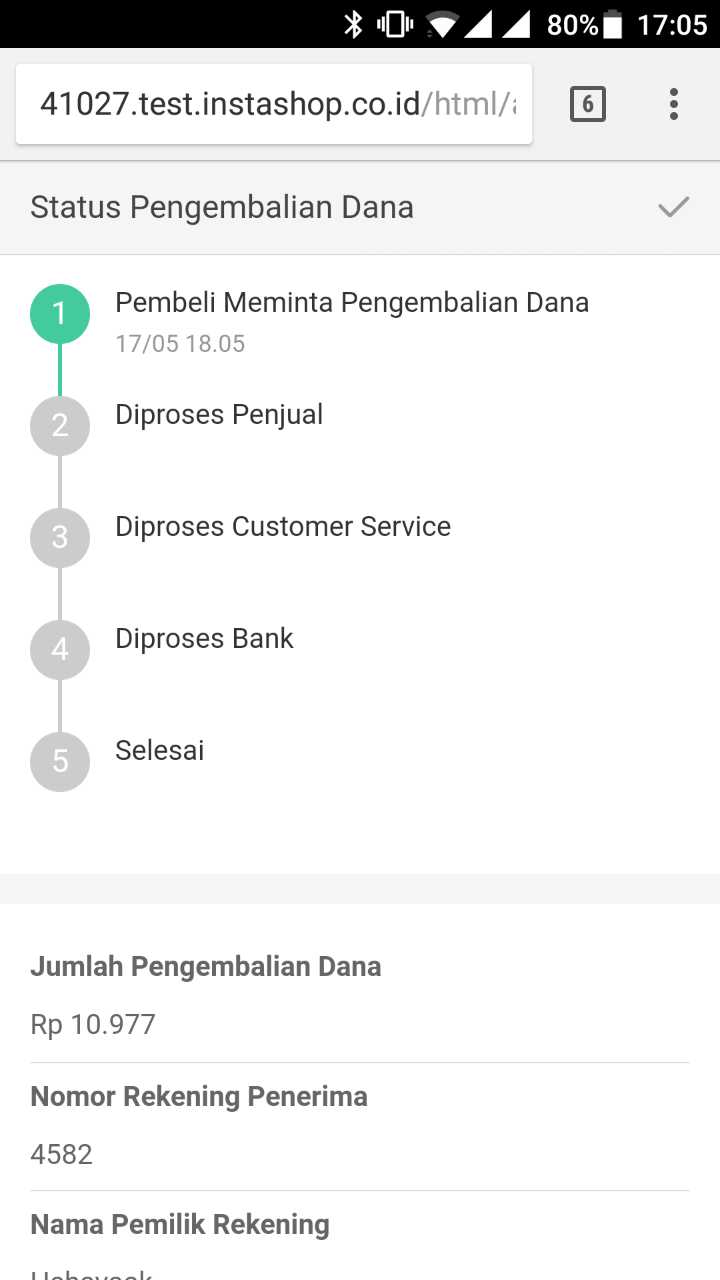 80% 17:05
41027.test.instashop.co.id/html/
6
Status Pengembalian Dana
1 Pembeli Meminta Pengembalian Dana
17/05 18.05
2 Diproses Penjual
3 Diproses Customer Service
4 Diproses Bank
5 Selesai
Jumlah Pengembalian Dana
Rp 10.977
Nomor Rekening Penerima
4582
Nama Pemilik Rekening